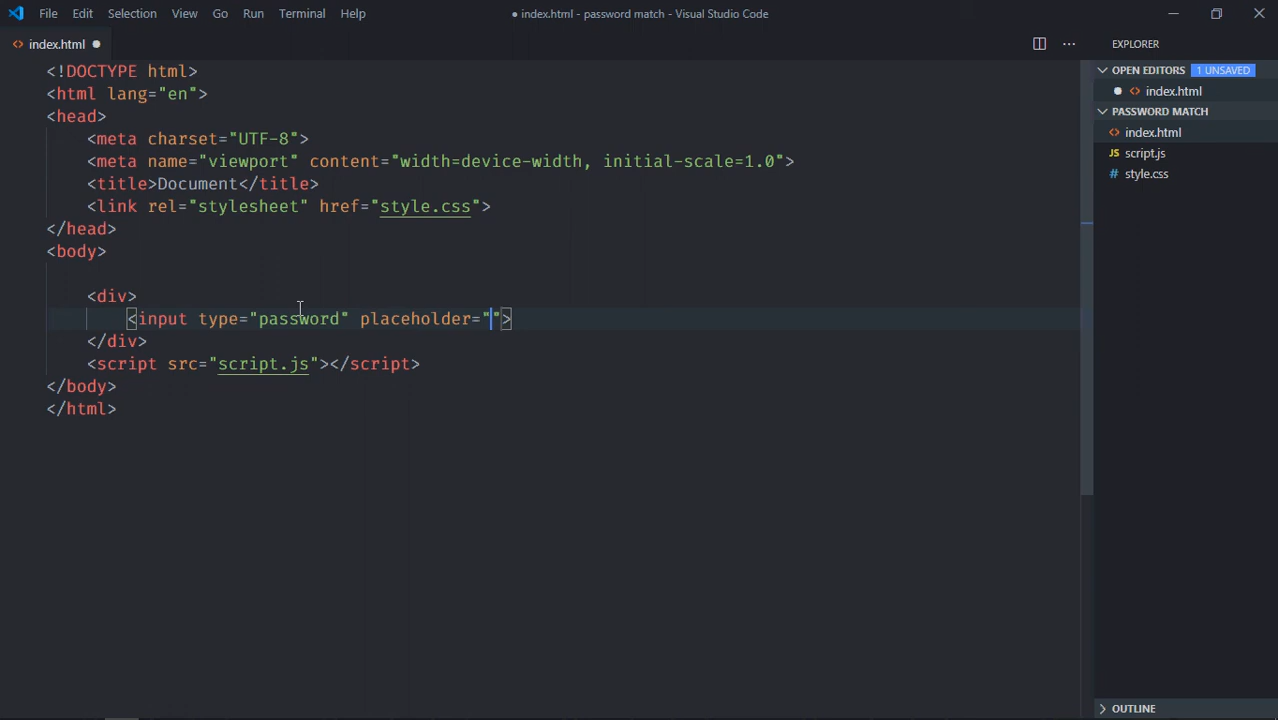 File Edit Selection View Go Run Terminal Help
● index.html - password match - Visual Studio Code
<> index.html ●
EXPLORER
<!DOCTYPE html>
<html lang="en">
<head>
<meta charset="UTF-8">
<meta name="viewport" content="width=device-width, initial-scale=1.0">
<title>Document</title>
<link rel="stylesheet" href="style.css">
</head>
<body>
<div>
<input type="password" placeholder="">
</div>
<script src="script.js"></script>
</body>
</html>
OPEN EDITORS 1 UNSAVED
● <> index.html
PASSWORD MATCH
<> index.html
JS script.js
# style.css
OUTLINE